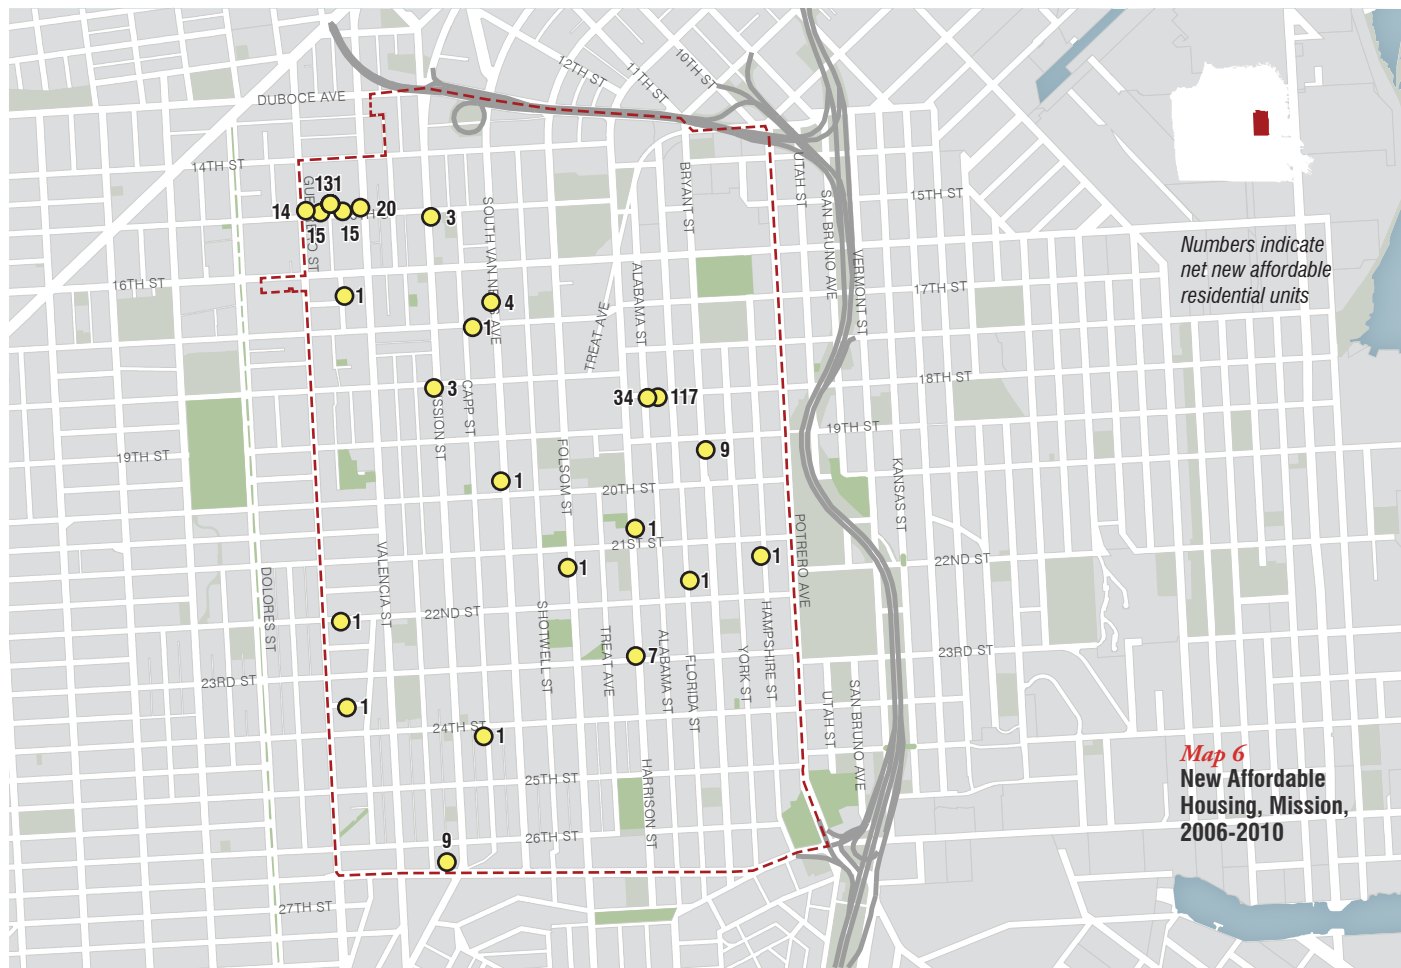 12TH ST
11TH ST
10TH ST
DUBOCE AVE
14TH ST
UTAH ST
BRYANT ST
SAN BRUNO AVE
15TH ST
131
14
20
3
15
15
SOUTH VAN NESS AVE
Numbers indicate
net new affordable
residential units
VERMONT ST
ALABAMA ST
16TH ST
17TH ST
1
4
1
TREAT AVE
18TH ST
3
CAPP ST
34
117
19TH ST
9
19TH ST
FOLSOM ST
KANSAS ST
1
20TH ST
1
21ST ST
POTRERO AVE
VALENCIA ST
1
1
1
22ND ST
DOLORES ST
1
22ND ST
SHOTWELL ST
TREAT AVE
ALABAMA ST
HAMPSHIRE ST
7
FLORIDA ST
YORK ST
23RD ST
23RD ST
UTAH ST
SAN BRUNO AVE
1
24TH ST
1
Map 6
New Affordable
Housing, Mission,
2006-2010
25TH ST
HARRISON ST
26TH ST
9
27TH ST